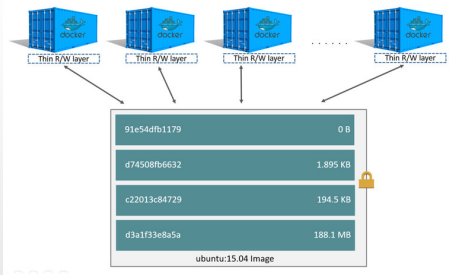 docker docker docker docker
Thin R/W layer Thin R/W layer Thin R/W layer ...... Thin R/W layer
91e54dfb1179 0 B
d74508fb6632 1.895 KB
c22013c84729 194.5 KB
d3a1f33e8a5a 188.1 MB
ubuntu:15.04 Image